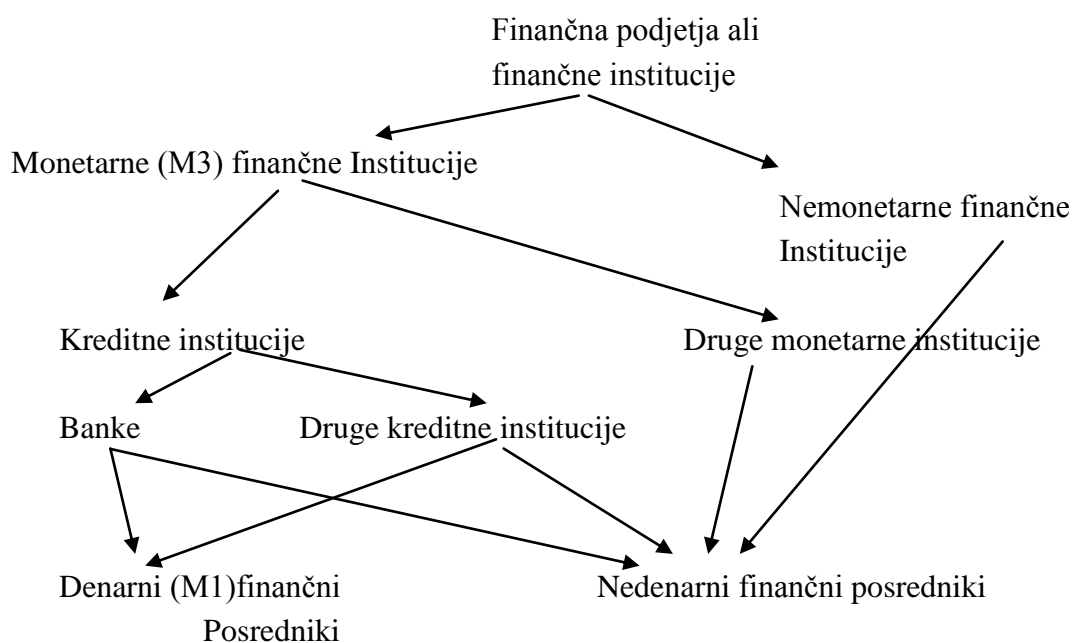 Finančna podjetja ali
finančne institucije
Monetarne (M3) finančne Institucije
Nemonetarne finančne
Institucije
Kreditne institucije
Druge monetarne institucije
Banke
Druge kreditne institucije
Denarni (M1)finančni
Posredniki
Nedenarni finančni posredniki